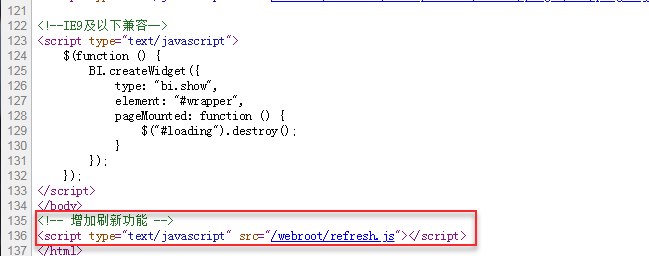 121
122 <!--IE9及以下兼容—>
123 <script type="text/javascript">
124 $(function () {
125 BI.createWidget({
126 type: "bi.show",
127 element: "#wrapper",
128 pageMounted: function () {
129 $("#loading").destroy();
130 }
131 });
132 });
133 </script>
134 </body>
135 <!-- 增加刷新功能 -->
136 <script type="text/javascript" src="/webroot/refresh.js"></script>
137 </html>